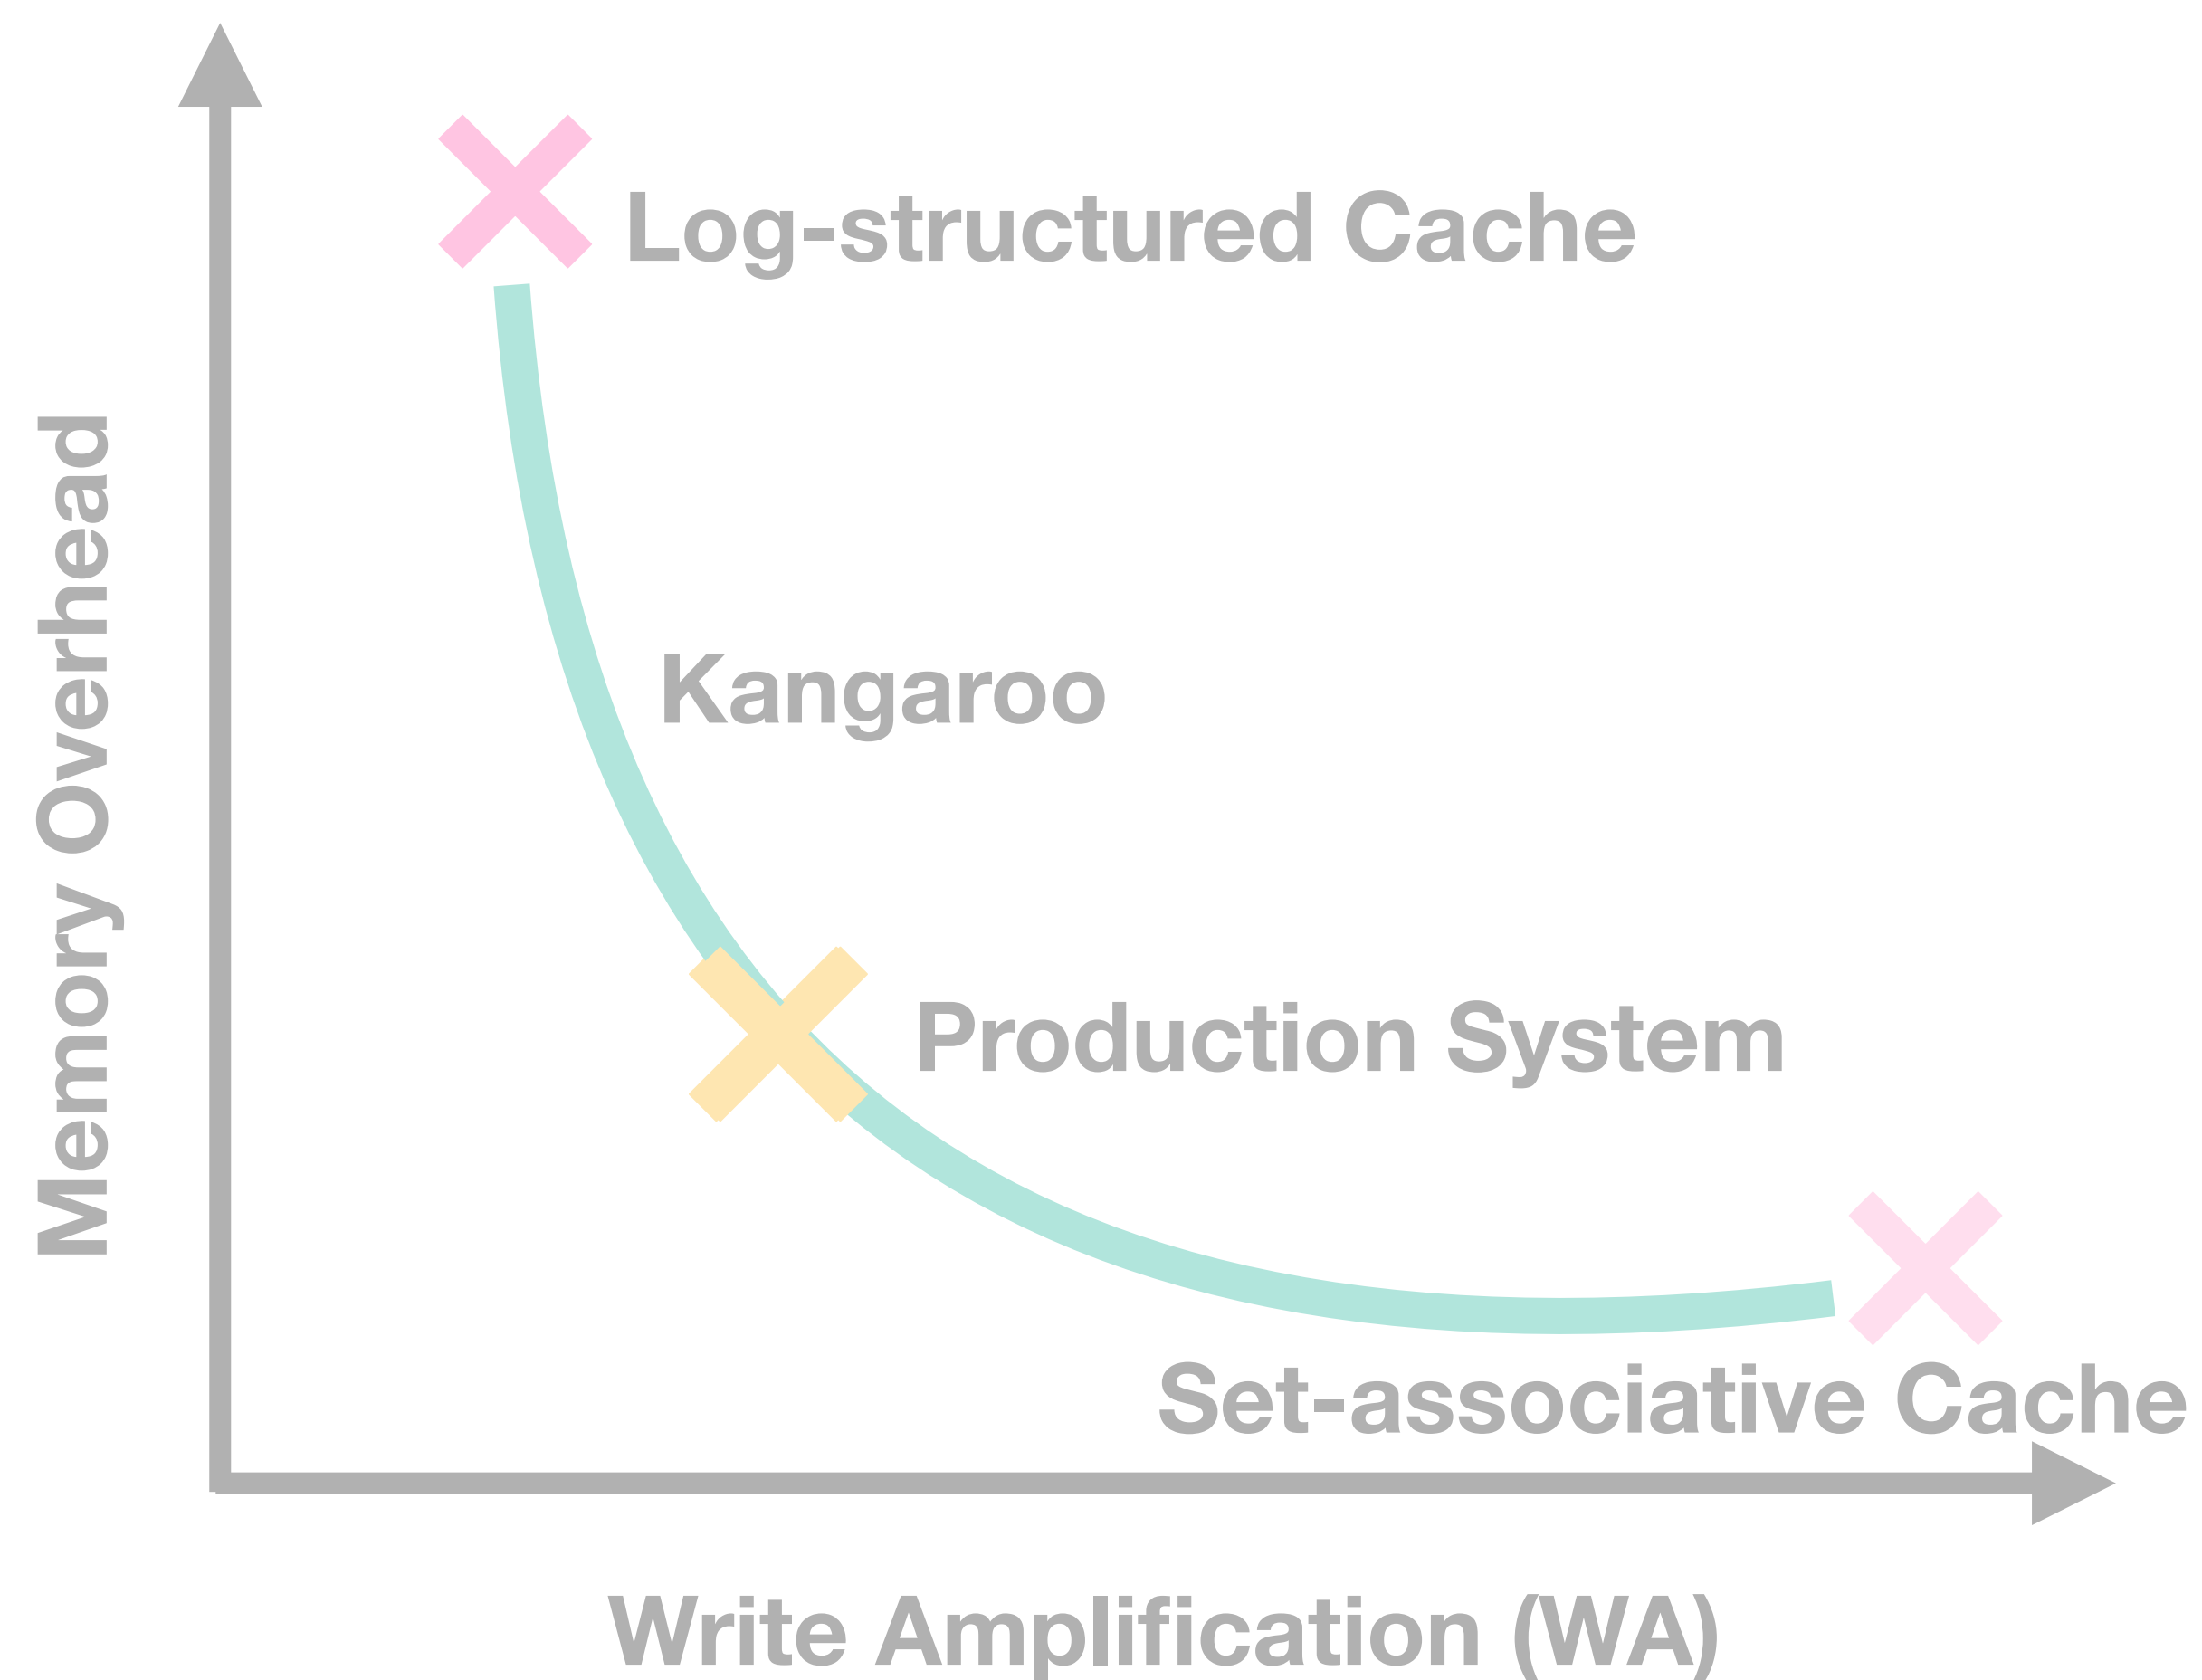 Log-structured Cache
Memory Overhead
Kangaroo
Production System
Set-associative Cache
Write Amplification (WA)